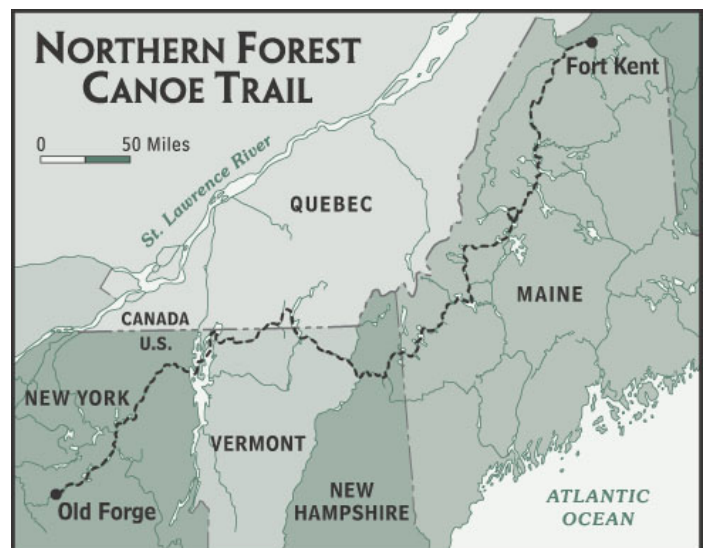 NORTHERN FOREST
CANOE TRAIL
0 50 Miles
Fort Kent
St. Lawrence River
QUEBEC
MAINE
CANADA
U.S.
NEW YORK
VERMONT
NEW
HAMPSHIRE
Old Forge
ATLANTIC
OCEAN